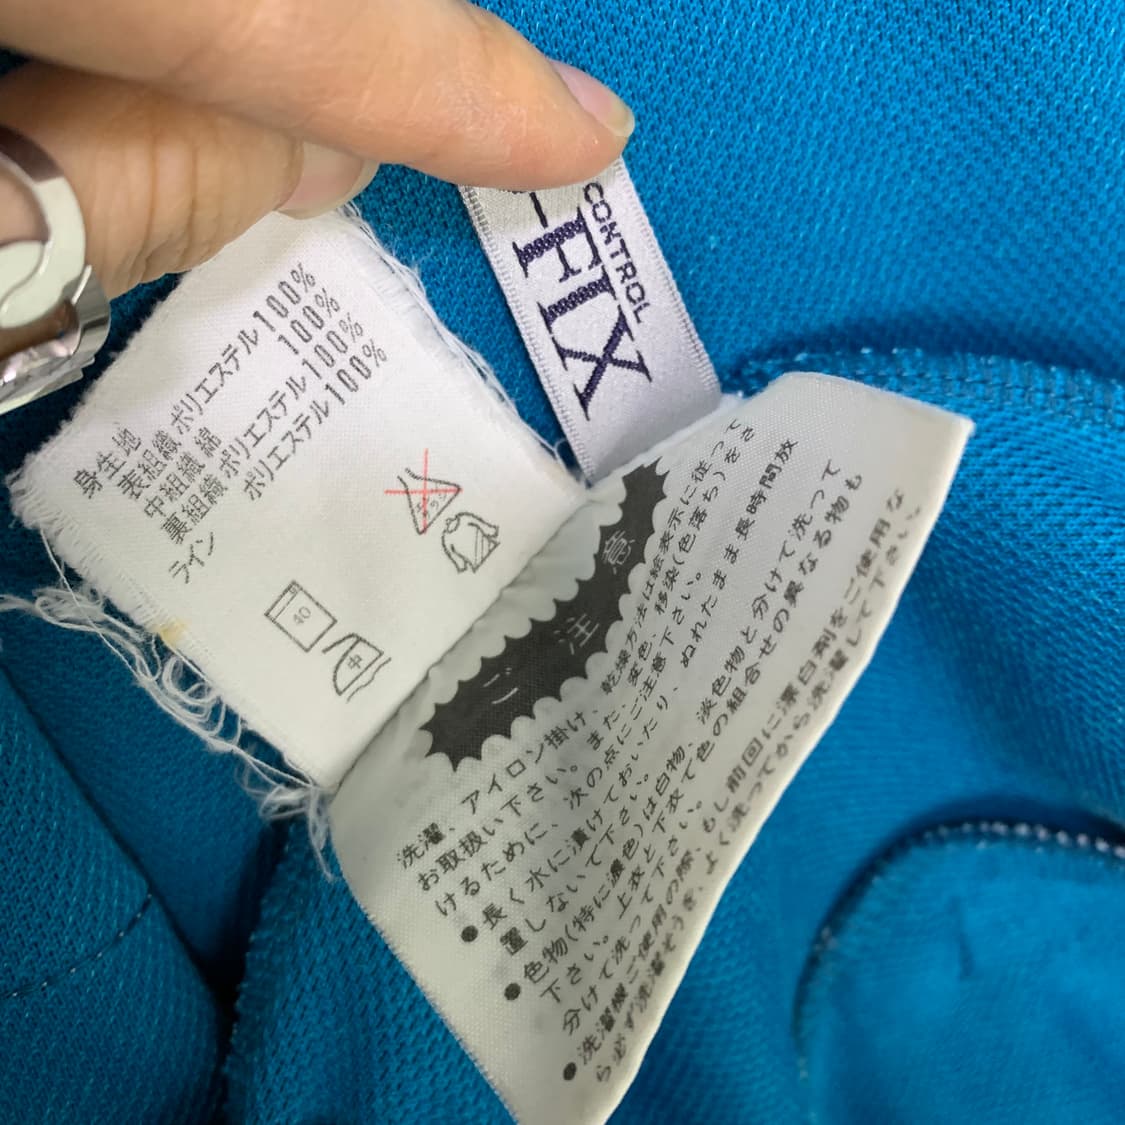 CONTROL
-FIX
身生地 ポリエステル100%
表組織 綿 100%
中組織 ポリエステル100%
裏組織 ポリエステル100%
ライン
40
中
ご注意
洗濯、アイロン掛け、乾燥方法は絵表示に従って
お取扱い下さい。また、変色、移染(色落ち)をさ
けるために、次の点にご注意下さい。
●長く水に漬けておいたり、ぬれたまま長時間放
置しないで下さい。
●色物(特に濃色)は白物、淡色物と分けて洗って
下さい。上衣と下衣で色の組合せの異なる物も
分けて洗って下さい。
●洗濯機ご使用の際、もし前回に漂白剤をご使用な
ら必ず洗濯そうを、よく洗ってから洗濯して下さい。